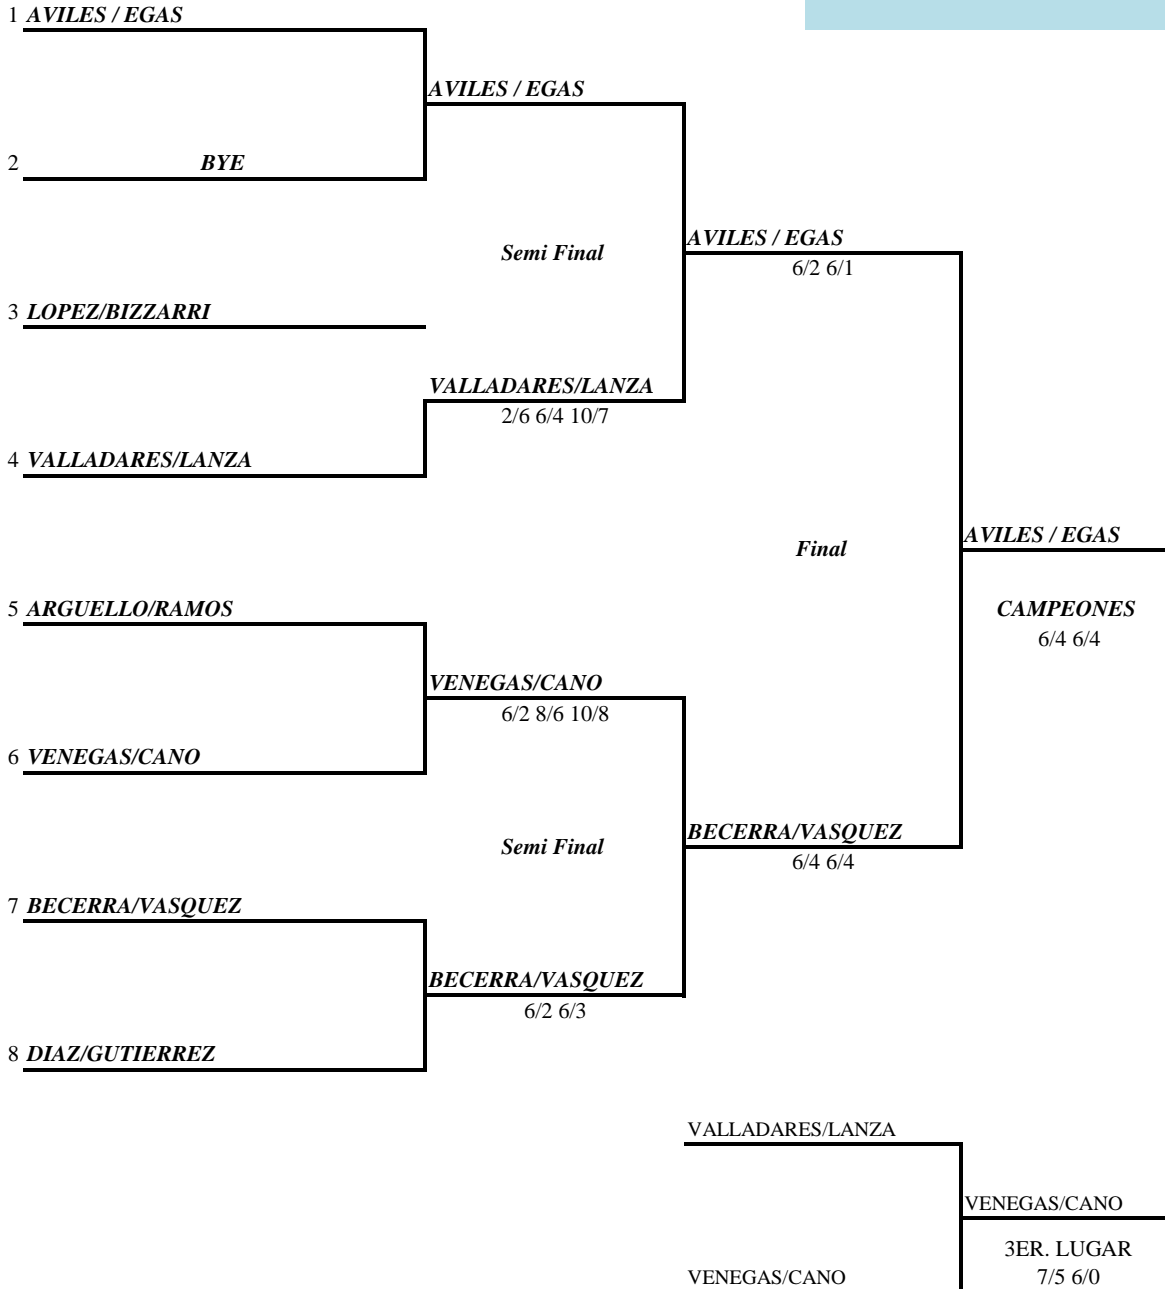 1 AVILES / EGAS
AVILES / EGAS
2 BYE
Semi Final
AVILES / EGAS
6/2 6/1
3 LOPEZ/BIZZARRI
VALLADARES/LANZA
2/6 6/4 10/7
4 VALLADARES/LANZA
Final
AVILES / EGAS
5 ARGUELLO/RAMOS
CAMPEONES
6/4 6/4
VENEGAS/CANO
6/2 8/6 10/8
6 VENEGAS/CANO
Semi Final
BECERRA/VASQUEZ
6/4 6/4
7 BECERRA/VASQUEZ
BECERRA/VASQUEZ
6/2 6/3
8 DIAZ/GUTIERREZ
VALLADARES/LANZA
VENEGAS/CANO
3ER. LUGAR
VENEGAS/CANO
7/5 6/0